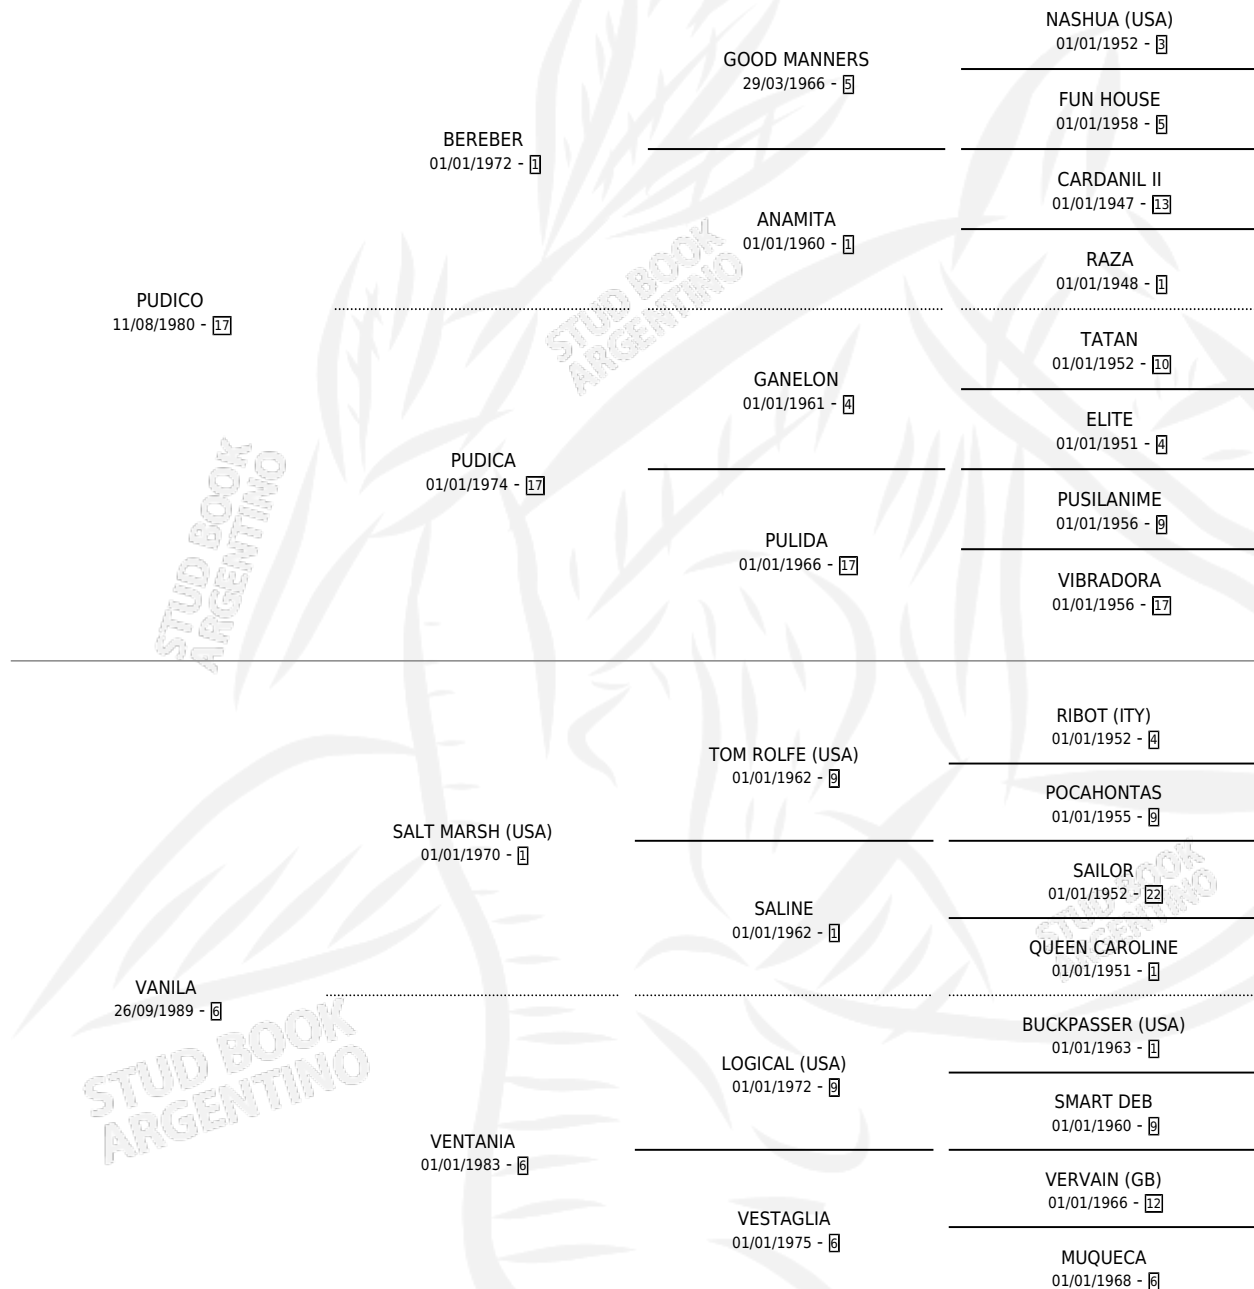 NASHUA (USA)
01/01/1952 - 3
GOOD MANNERS
29/03/1966 - 5
FUN HOUSE
01/01/1958 - 5
BEREBER
01/01/1972 - 1
CARDANIL II
01/01/1947 - 13
ANAMITA
01/01/1960 - 1
RAZA
01/01/1948 - 1
PUDICO
11/08/1980 - 17
TATAN
01/01/1952 - 10
GANELON
01/01/1961 - 4
ELITE
01/01/1951 - 4
PUDICA
01/01/1974 - 17
PUSILANIME
01/01/1956 - 9
PULIDA
01/01/1966 - 17
VIBRADORA
01/01/1956 - 17
RIBOT (ITY)
01/01/1952 - 4
TOM ROLFE (USA)
01/01/1962 - 9
POCAHONTAS
01/01/1955 - 9
SALT MARSH (USA)
01/01/1970 - 1
SAILOR
01/01/1952 - 22
SALINE
01/01/1962 - 1
QUEEN CAROLINE
01/01/1951 - 1
VANILA
26/09/1989 - 6
BUCKPASSER (USA)
01/01/1963 - 1
LOGICAL (USA)
01/01/1972 - 9
SMART DEB
01/01/1960 - 9
VENTANIA
01/01/1983 - 6
VERVAIN (GB)
01/01/1966 - 12
VESTAGLIA
01/01/1975 - 6
MUQUECA
01/01/1968 - 6
STUD BOOK
ARGENTINO
STUD BOOK
ARGENTINO
STUD BOOK
ARGENTINO
STUD BOOK
ARGENTINO